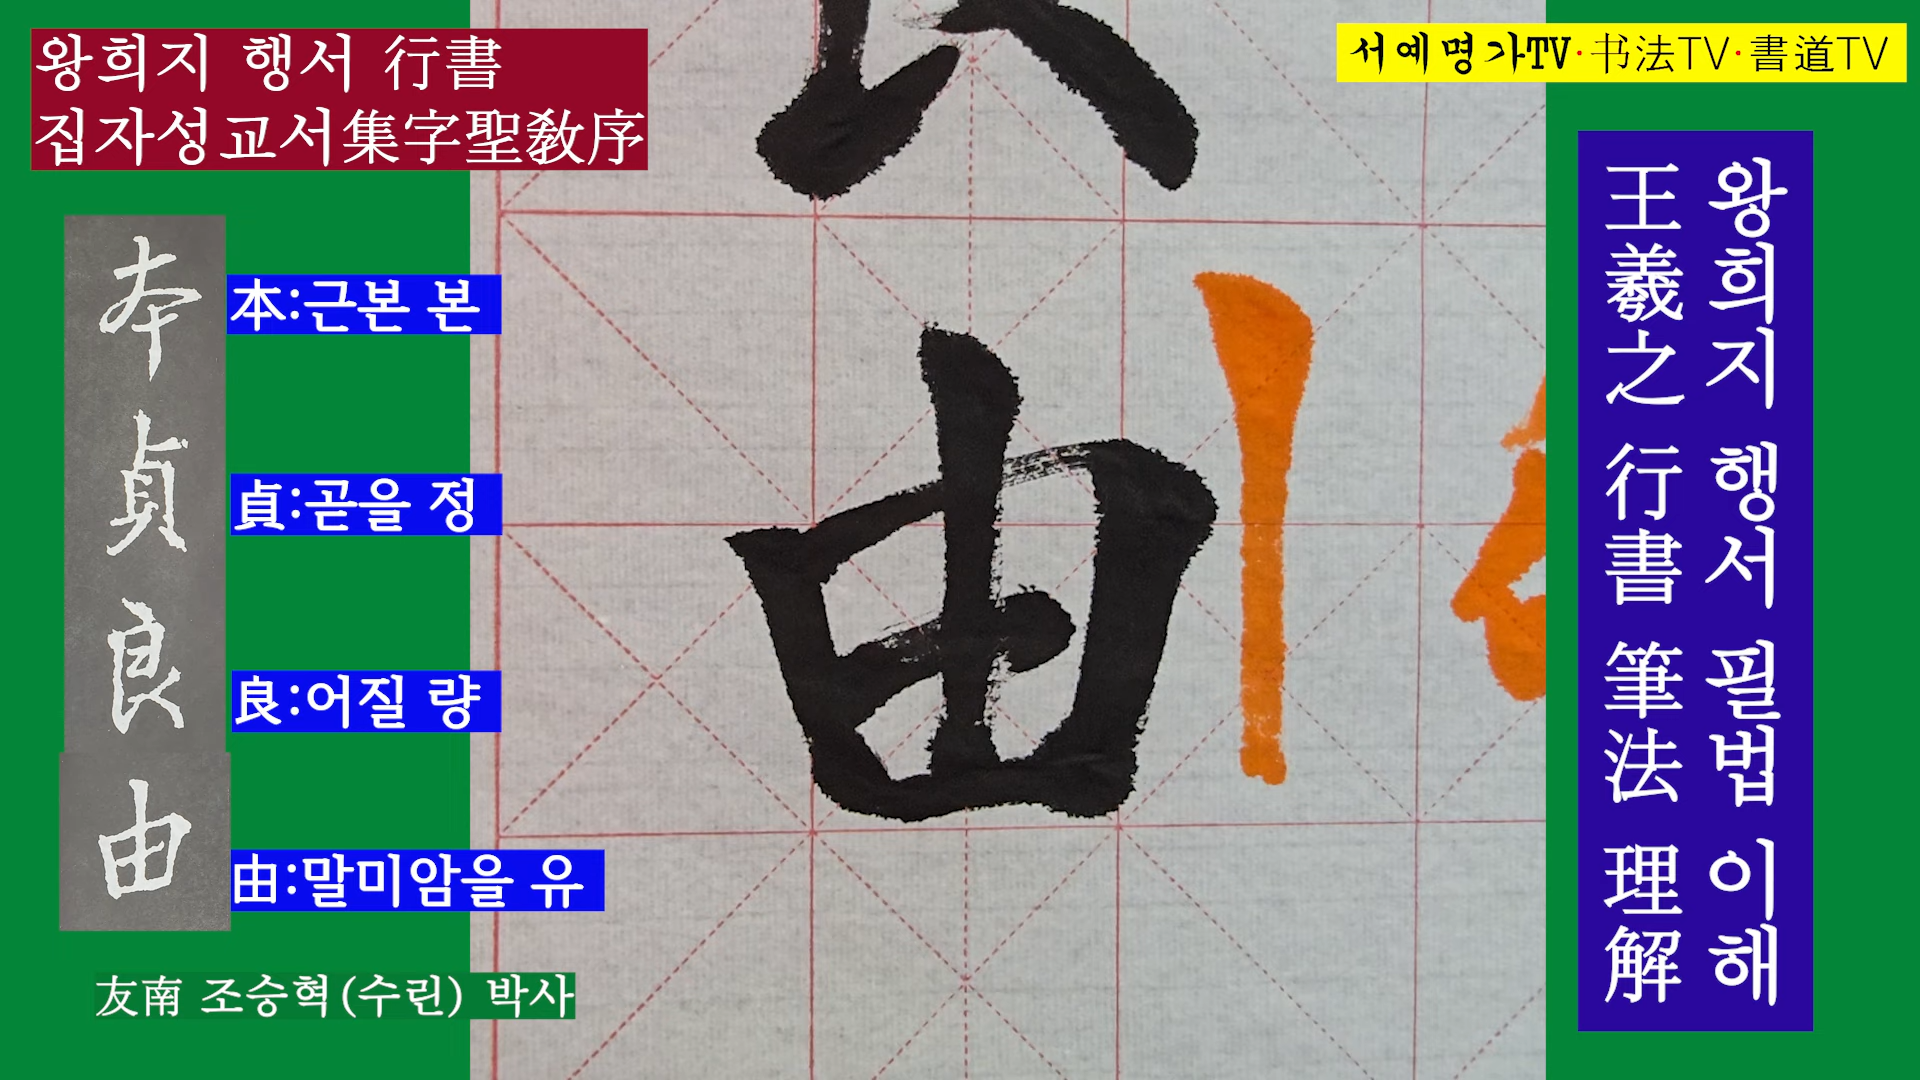 왕희지 행서 行書
집자성교서集字聖敎序
서예명가TV·书法TV·書道TV
本
貞
良
由
本:근본 본
貞:곧을 정
良:어질 량
由:말미암을 유
友南 조승혁(수린) 박사
由
왕희지 행서 필법 이해
王羲之 行書 筆法 理解